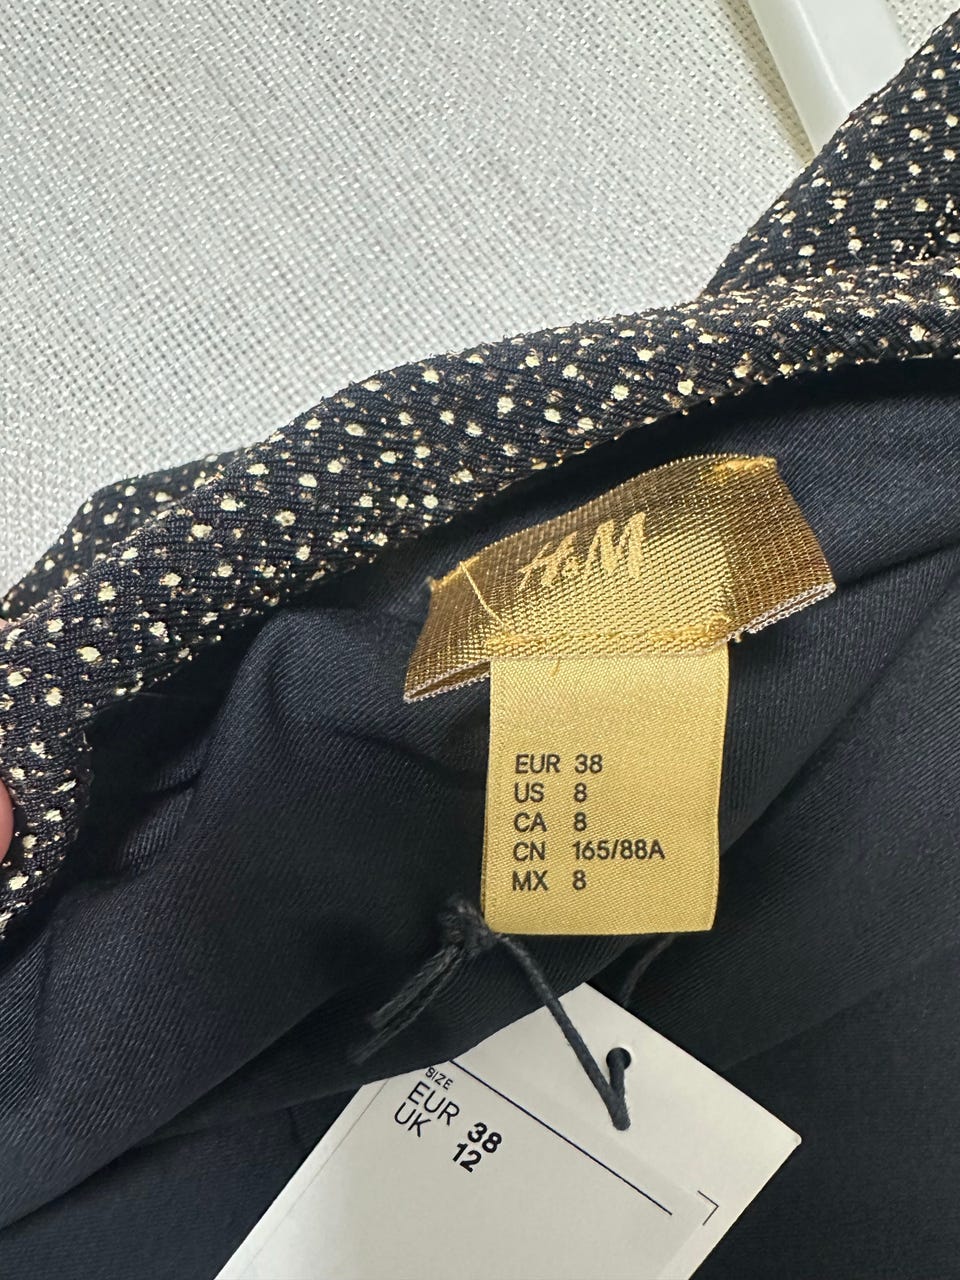 H&M
EUR 38
US 8
CA 8
CN 165/88A
MX 8
SIZE
EUR 38
UK 12